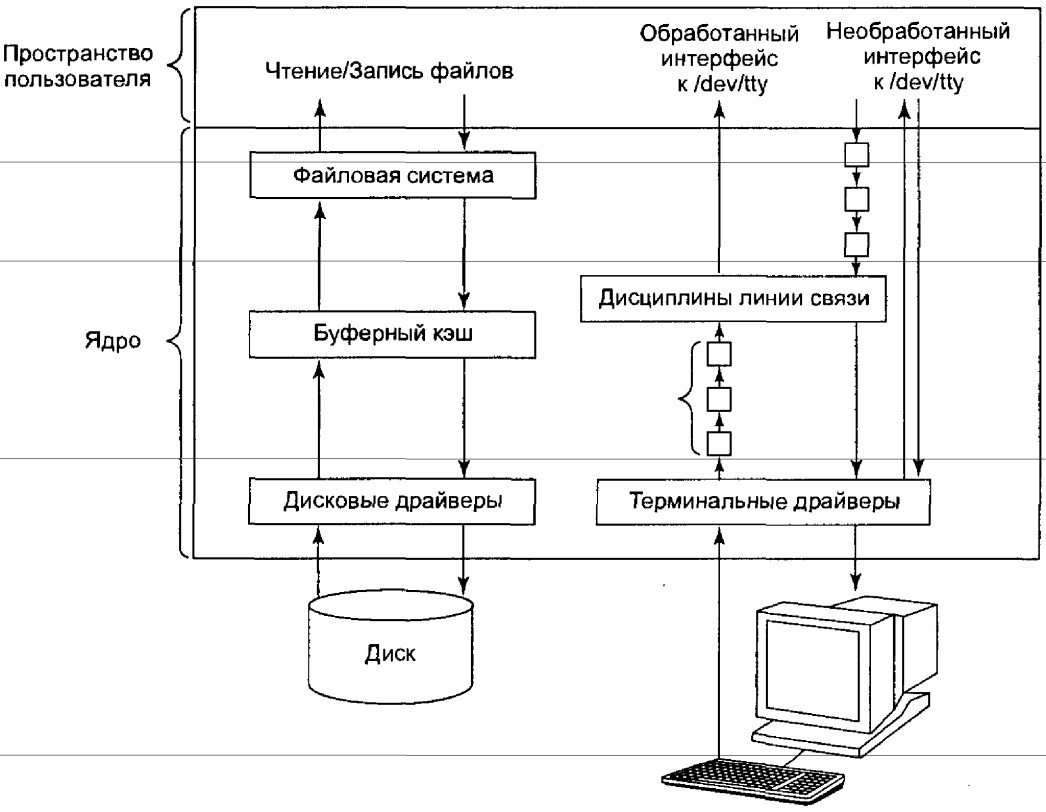 Пространство
пользователя
Чтение/Запись файлов
Обработанный
интерфейс
к /dev/tty
Необработанный
интерфейс
к /dev/tty
Файловая система
Дисциплины линии связи
Ядро
Буферный кэш
Дисковые драйверы
Терминальные драйверы
Диск